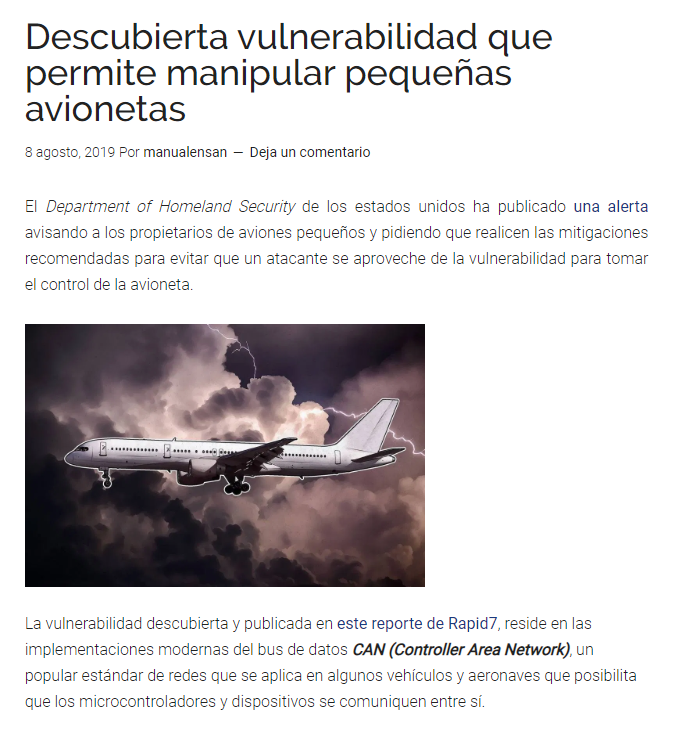 Descubierta vulnerabilidad que
permite manipular pequeñas
avionetas
8 agosto, 2019 Por manualensan — Deja un comentario
El Department of Homeland Security de los estados unidos ha publicado una alerta
avisando a los propietarios de aviones pequeños y pidiendo que realicen las mitigaciones
recomendadas para evitar que un atacante se aproveche de la vulnerabilidad para tomar
el control de la avioneta.
La vulnerabilidad descubierta y publicada en este reporte de Rapid7, reside en las
implementaciones modernas del bus de datos CAN (Controller Area Network), un
popular estándar de redes que se aplica en algunos vehículos y aeronaves que posibilita
que los microcontroladores y dispositivos se comuniquen entre sí.